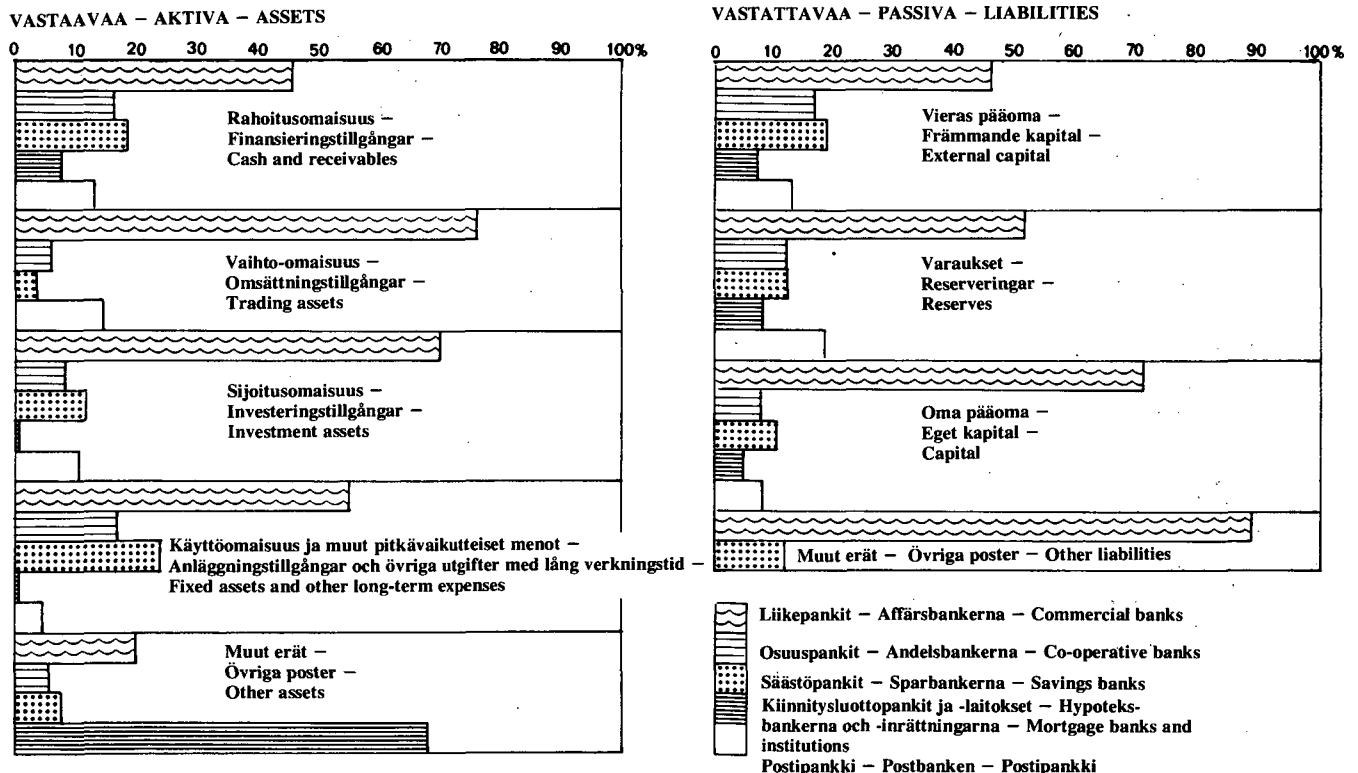 VASTAAVAA – AKTIVA – ASSETS
0 10 20 30 40 50 60 70 80 90 100%
Rahoitusomaisuus –
Finansieringstillgångar –
Cash and receivables
Vaihto-omaisuus –
Omsättningstillgångar –
Trading assets
Sijoitusomaisuus –
Investeringstillgångar –
Investment assets
Käyttöomaisuus ja muut pitkävaikutteiset menot –
Anläggningstillgångar och övriga utgifter med lång verkningstid –
Fixed assets and other long-term expenses
Muut erät –
Övriga poster –
Other assets
VASTATTAVAA – PASSIVA – LIABILITIES
0 10 20 30 40 50 60 70 80 90 100%
Vieras pääoma –
Främmande kapital –
External capital
Varaukset –
Reserveringar –
Reserves
Oma pääoma –
Eget kapital –
Capital
Muut erät – Övriga poster – Other liabilities
Liikepankit – Affärsbankerna – Commercial banks
Osuuspankit – Andelsbankerna – Co-operative banks
Säästöpankit – Sparbankerna – Savings banks
Kiinnitysluottopankit ja -laitokset – Hypoteks-
bankerna och -inrättningarna – Mortgage banks and
institutions
Postipankki – Postbanken – Postipankki